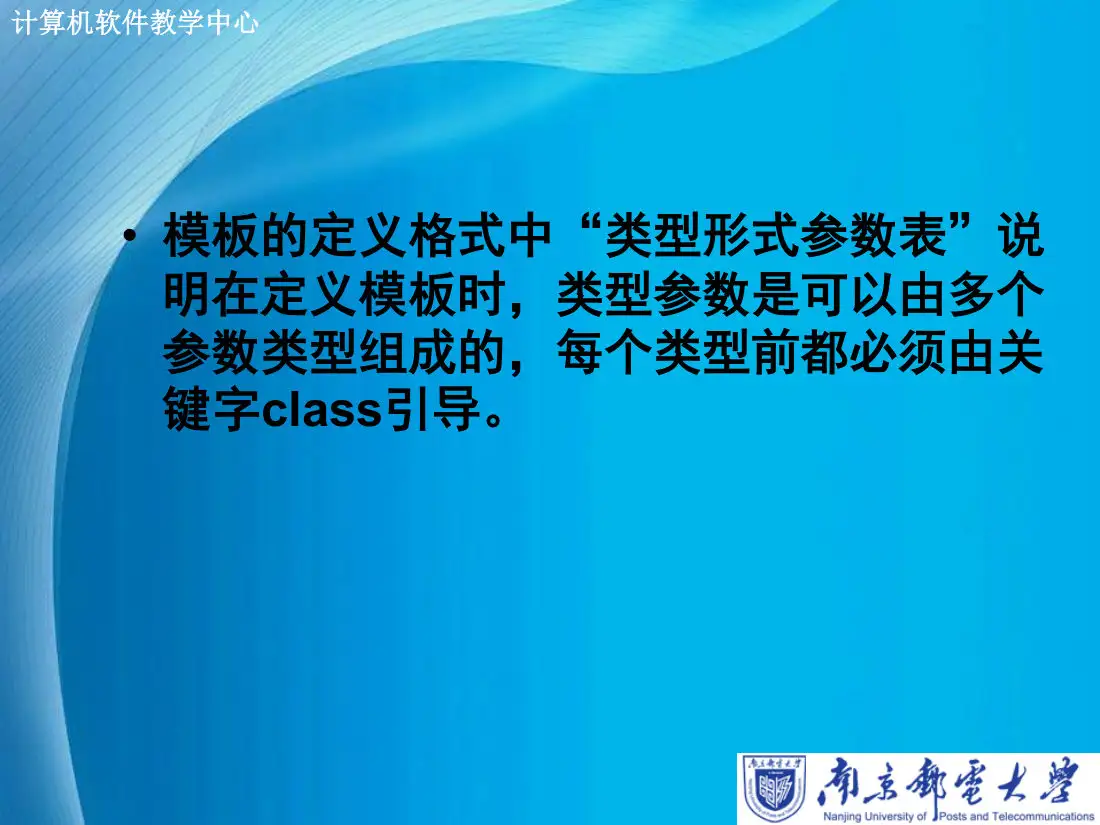 计算机软件教学中心
• 模板的定义格式中“类型形式参数表”说
明在定义模板时，类型参数是可以由多个
参数类型组成的，每个类型前都必须由关
键字class引导。
南京郵電大學
Nanjing University of Posts and Telecommunications